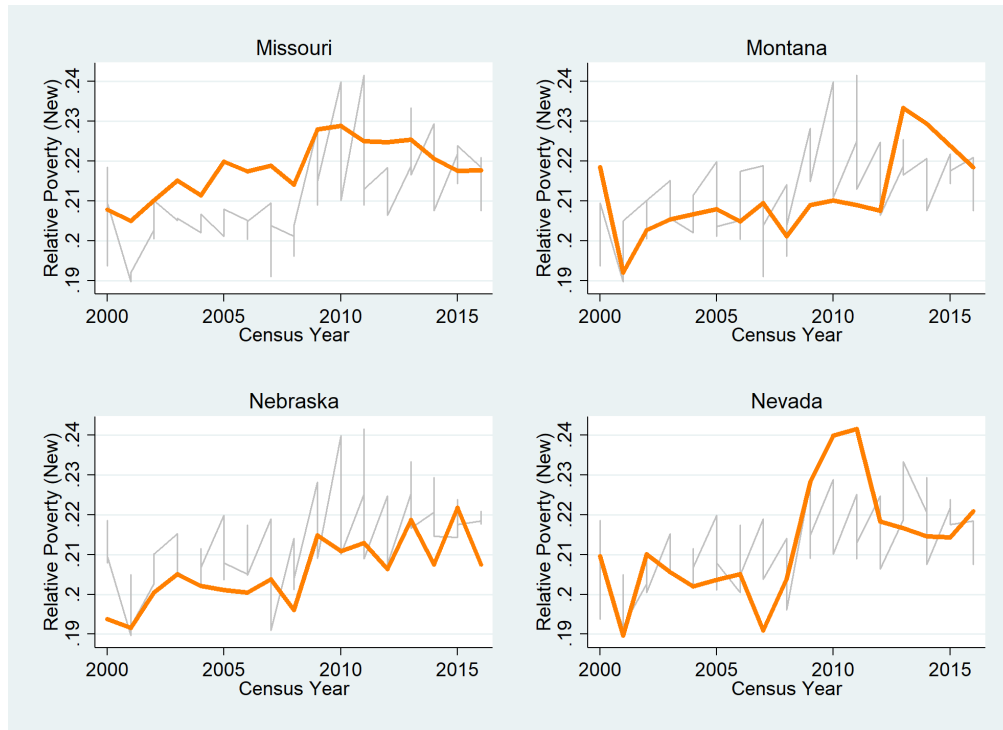 Missouri
Relative Poverty (New)
.24
.23
.22
.21
.2
.19
2000 2005 2010 2015
Census Year
Montana
Relative Poverty (New)
.24
.23
.22
.21
.2
.19
2000 2005 2010 2015
Census Year
Nebraska
Relative Poverty (New)
.24
.23
.22
.21
.2
.19
2000 2005 2010 2015
Census Year
Nevada
Relative Poverty (New)
.24
.23
.22
.21
.2
.19
2000 2005 2010 2015
Census Year